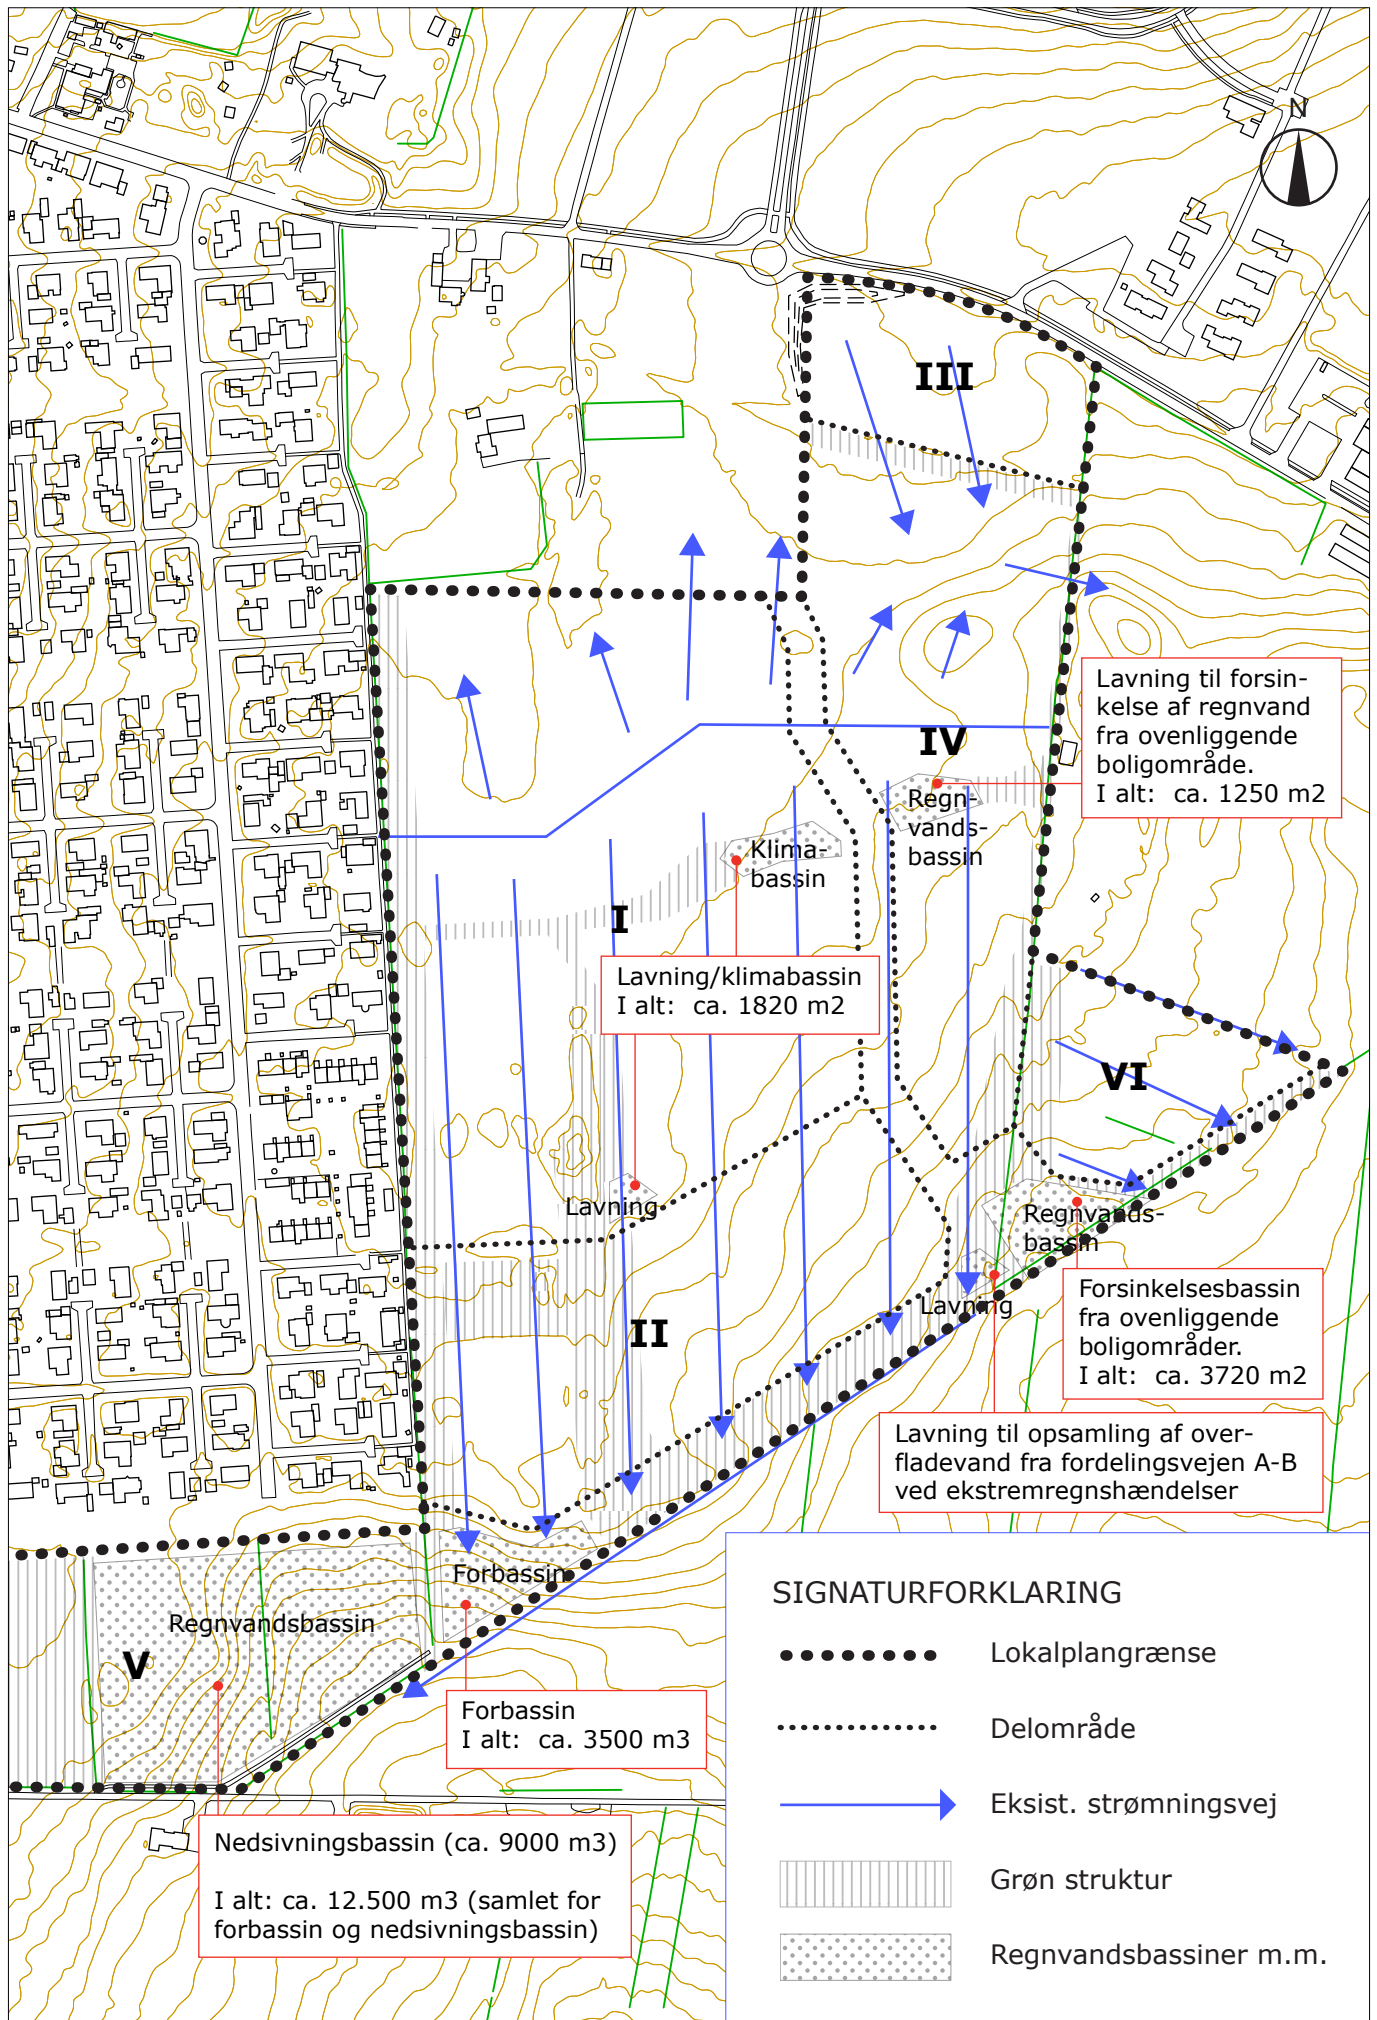 N
III
Lavning til forsin-
kelse af regnvand
fra ovenliggende
boligområde.
I alt:  ca. 1250 m2
IV
Regn-
vands-
bassin
Klima-
bassin
I
Lavning/klimabassin
I alt:  ca. 1820 m2
VI
Lavning
Regnvands-
bassin
Lavning
II
Forsinkelsesbassin
fra ovenliggende
boligområder.
I alt:  ca. 3720 m2
Lavning til opsamling af over-
fladevand fra fordelingsvejen A-B
ved ekstremregnshændelser
Forbassin
Regnvandsbassin
V
Forbassin
I alt:  ca. 3500 m3
Nedsivningsbassin (ca. 9000 m3)
I alt: ca. 12.500 m3 (samlet for
forbassin og nedsivningsbassin)
SIGNATURFORKLARING
Lokalplangrænse
Delområde
Eksist. strømningsvej
Grøn struktur
Regnvandsbassiner m.m.